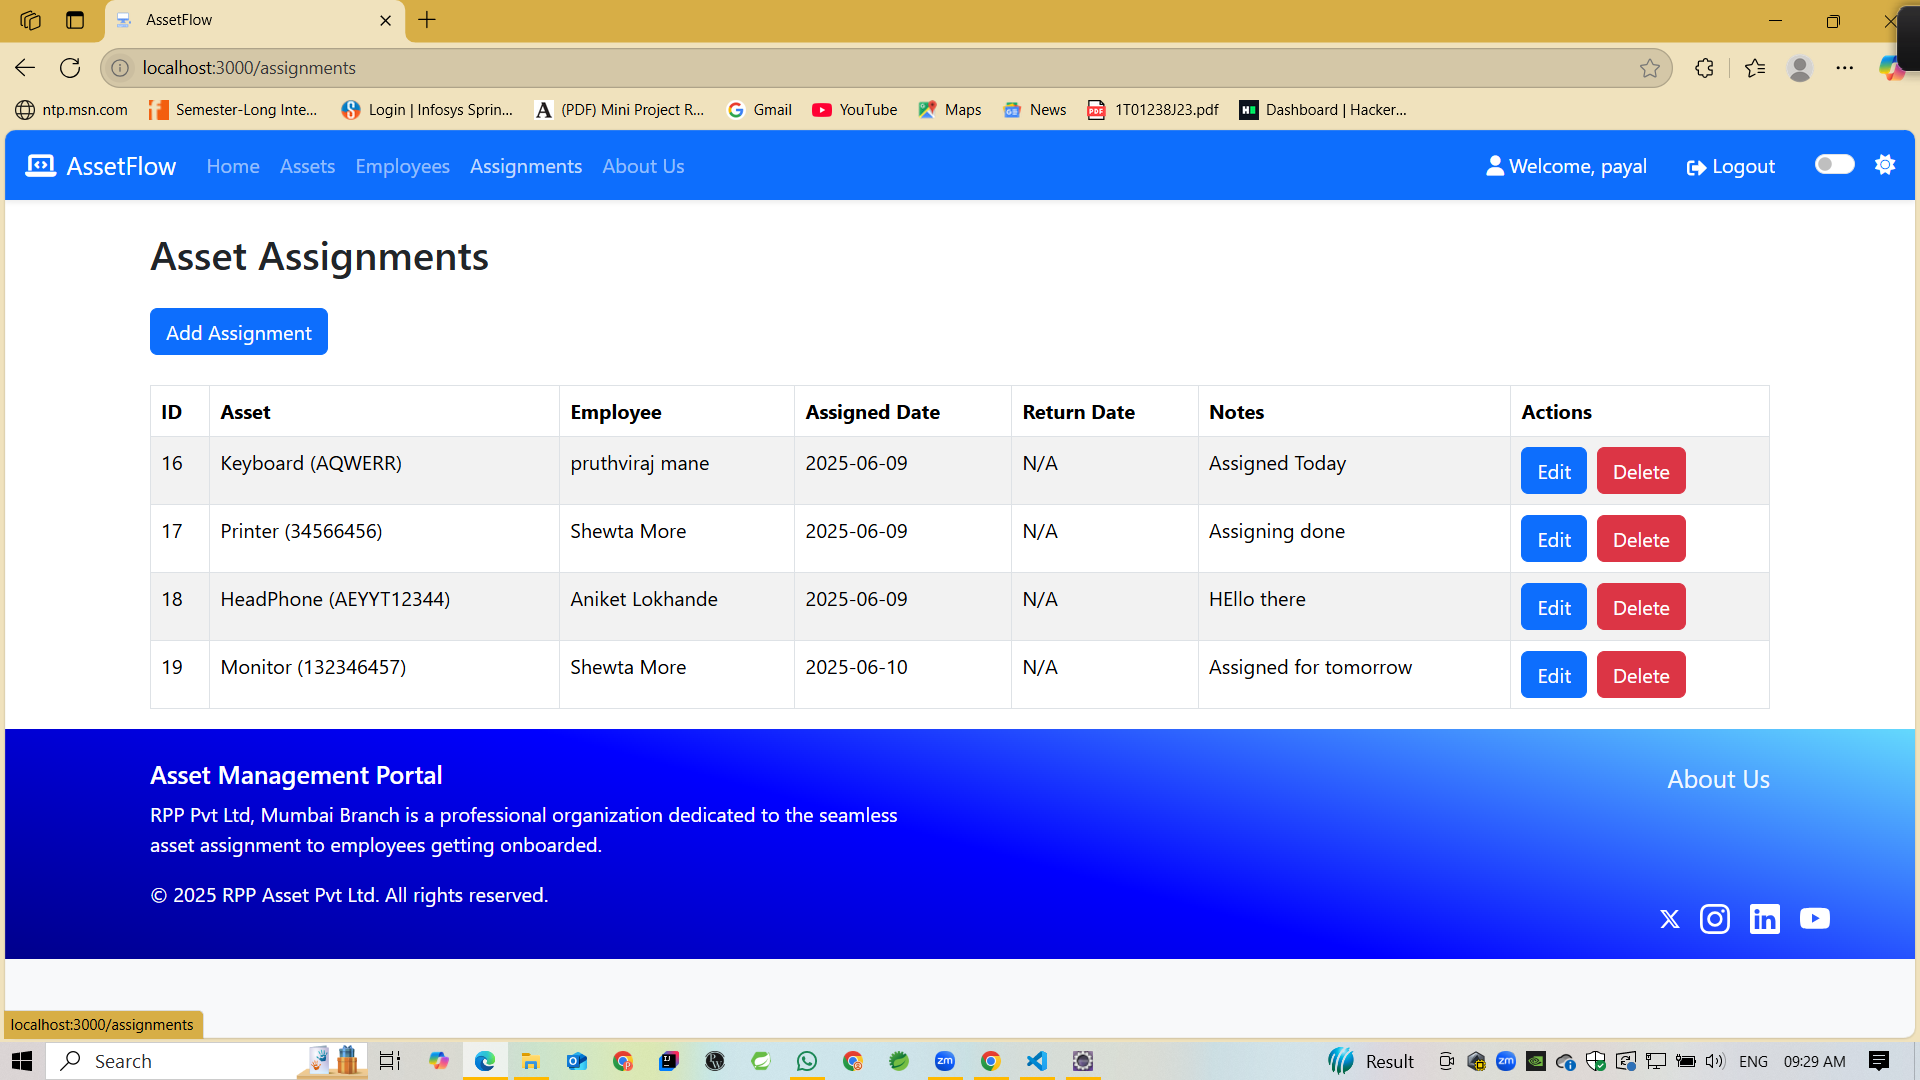 AssetFlow
localhost:3000/assignments
ntp.msn.com Semester-Long Inte... Login | Infosys Sprin... (PDF) Mini Project R... Gmail YouTube Maps News 1T01238J23.pdf Dashboard | Hacker...
AssetFlow Home Assets Employees Assignments About Us Welcome, payal Logout
Asset Assignments
Add Assignment
ID Asset Employee Assigned Date Return Date Notes Actions
16 Keyboard (AQWERR) pruthviraj mane 2025-06-09 N/A Assigned Today Edit Delete
17 Printer (34566456) Shewta More 2025-06-09 N/A Assigning done Edit Delete
18 HeadPhone (AEYYT12344) Aniket Lokhande 2025-06-09 N/A HEllo there Edit Delete
19 Monitor (132346457) Shewta More 2025-06-10 N/A Assigned for tomorrow Edit Delete
Asset Management Portal About Us
RPP Pvt Ltd, Mumbai Branch is a professional organization dedicated to the seamless
asset assignment to employees getting onboarded.
© 2025 RPP Asset Pvt Ltd. All rights reserved.
localhost:3000/assignments
Search Result ENG 09:29 AM